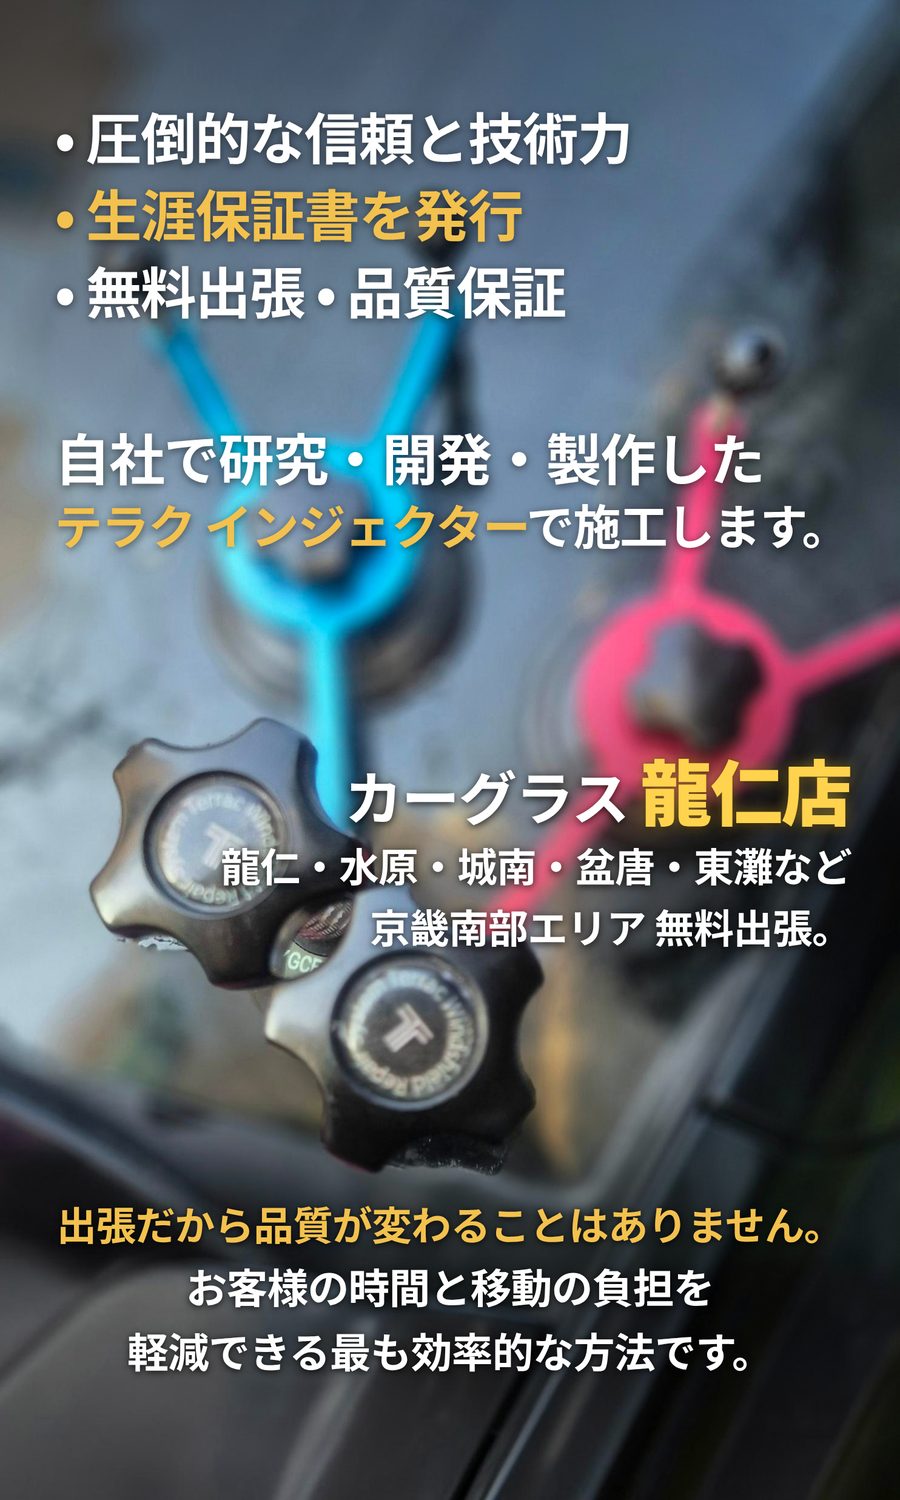 • 圧倒的な信頼と技術力
• 生涯保証書を発行
• 無料出張 • 品質保証
自社で研究・開発・製作した
テラク インジェクターで施工します。
カーグラス 龍仁店
龍仁・水原・城南・盆唐・東灘など
京畿南部エリア 無料出張。
Terrac Wind
Repair
Terrac Windshield Repair
出張だから品質が変わることはありません。
お客様の時間と移動の負担を
軽減できる最も効率的な方法です。